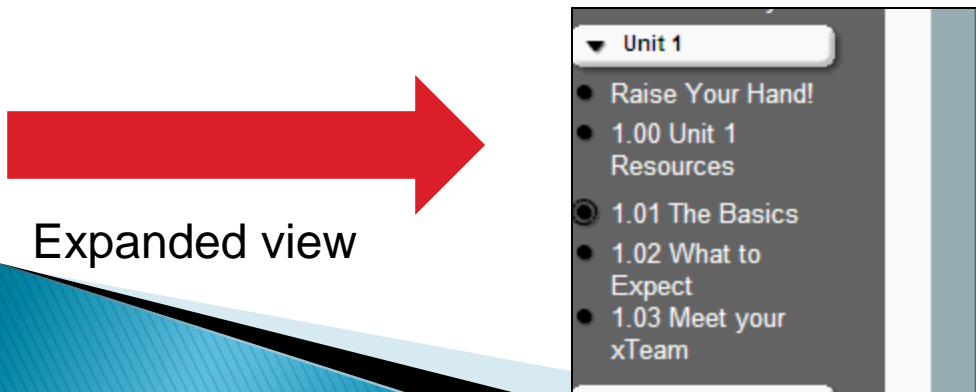 Unit 1
Raise Your Hand!
1.00 Unit 1
Resources
1.01 The Basics
1.02 What to
Expect
1.03 Meet your
xTeam
Expanded view